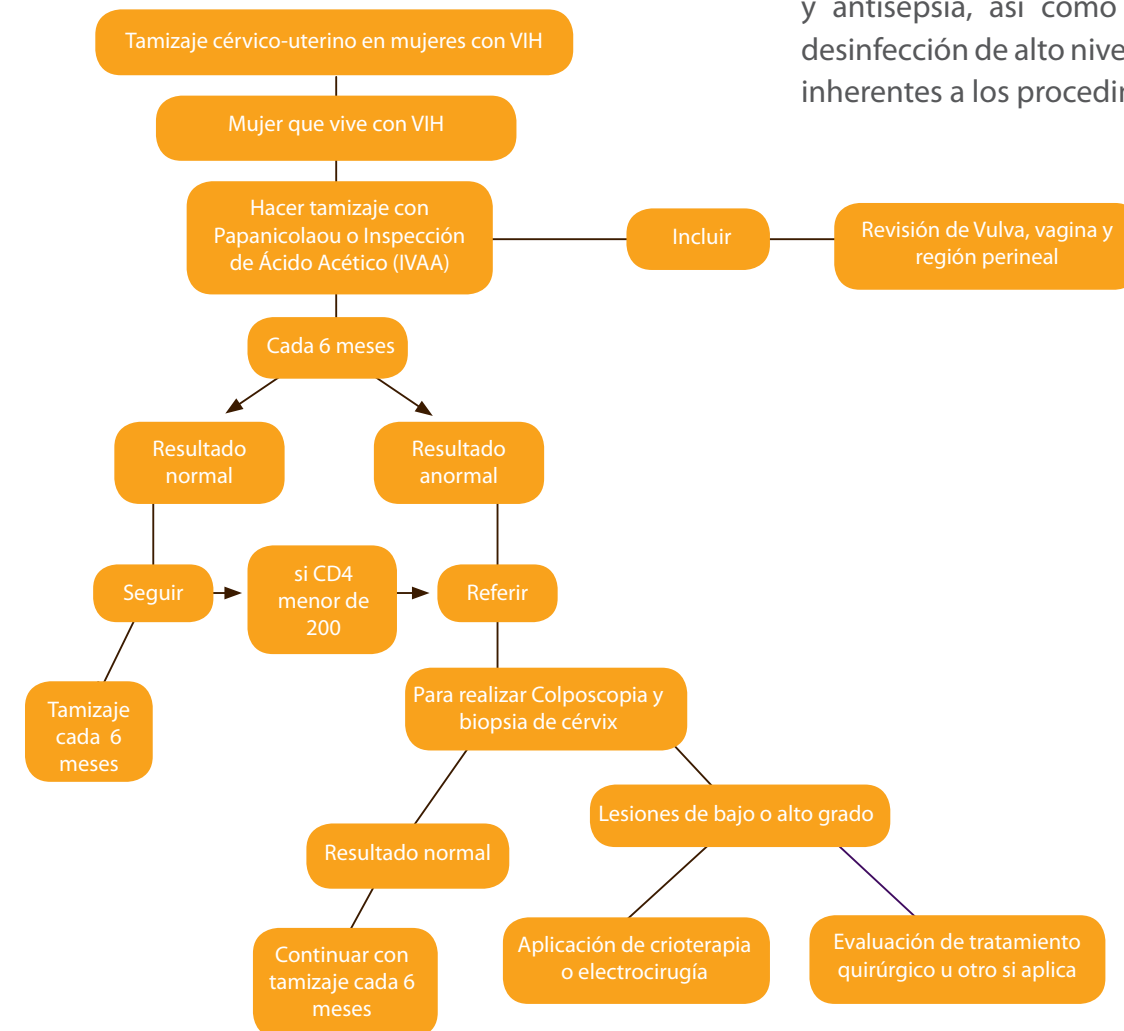 y antisepsia, así como
desinfección de alto nive
inherentes a los procedi
Tamizaje cérvico-uterino en mujeres con VIH
Mujer que vive con VIH
Hacer tamizaje con
Papanicolaou o Inspección
de Ácido Acético (IVAA)
Incluir
Revisión de Vulva, vagina y
región perineal
Cada 6 meses
Resultado
normal
Resultado
anormal
Seguir
si CD4
menor de
200
Referir
Tamizaje
cada 6
meses
Para realizar Colposcopia y
biopsia de cérvix
Resultado normal
Lesiones de bajo o alto grado
Continuar con
tamizaje cada 6
meses
Aplicación de crioterapia
o electrocirugía
Evaluación de tratamiento
quirúrgico u otro si aplica